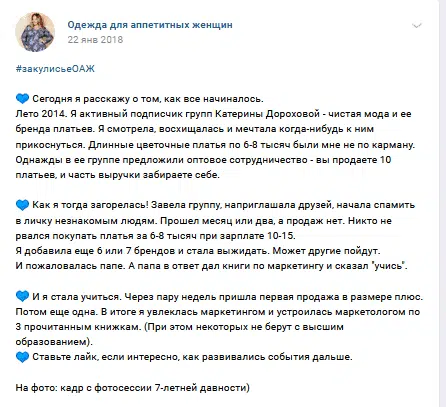 Одежда для аппетитных женщин
22 янв 2018
#закулисьеОАЖ
💙 Сегодня я расскажу о том, как все начиналось.
Лето 2014. Я активный подписчик групп Катерины Дороховой - чистая мода и ее
бренда платьев. Я смотрела, восхищалась и мечтала когда-нибудь к ним
прикоснуться. Длинные цветочные платья по 6-8 тысяч были мне не по карману.
Однажды в ее группе предложили оптовое сотрудничество - вы продаете 10
платьев, и часть выручки забираете себе.
💙 Как я тогда загорелась! Завела группу, наприглашала друзей, начала спамить
в личку незнакомым людям. Прошел месяц или два, а продаж нет. Никто не
рвался покупать платья за 6-8 тысяч при зарплате 10-15.
Я добавила еще 6 или 7 брендов и стала выжидать. Может другие пойдут.
И пожаловалась папе. А папа в ответ дал книги по маркетингу и сказал "учись".
💙 И я стала учиться. Через пару недель пришла первая продажа в размере плюс.
Потом еще одна. В итоге я увлеклась маркетингом и устроилась маркетологом по
3 прочитанным книжкам. (При этом некоторых не берут с высшим
образованием).
💙 Ставьте лайк, если интересно, как развивались события дальше.
На фото: кадр с фотосессии 7-летней давности)